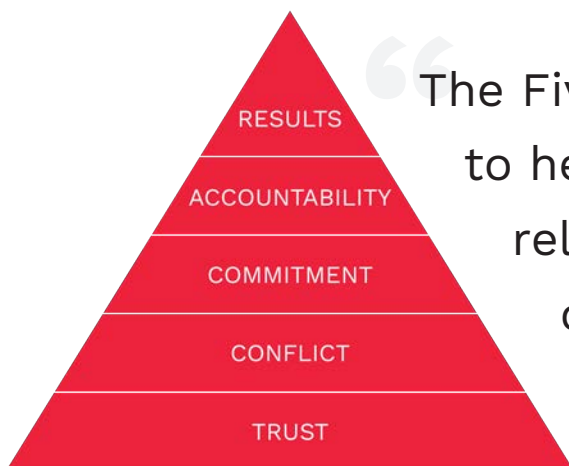 RESULTS
ACCOUNTABILITY
COMMITMENT
CONFLICT
TRUST
“
The
to